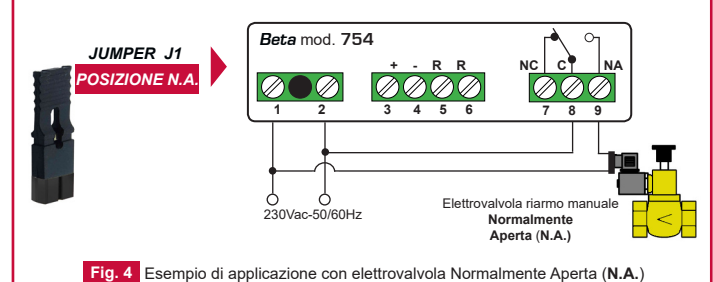 Beta mod. 754
JUMPER J1
POSIZIONE N.A.
+ - R R
NC C NA
1 2 3 4 5 6 7 8 9
230Vac-50/60Hz
Elettrovalvola riarmo manuale
Normalmente
Aperta (N.A.)
Fig. 4 Esempio di applicazione con elettrovalvola Normalmente Aperta (N.A.)